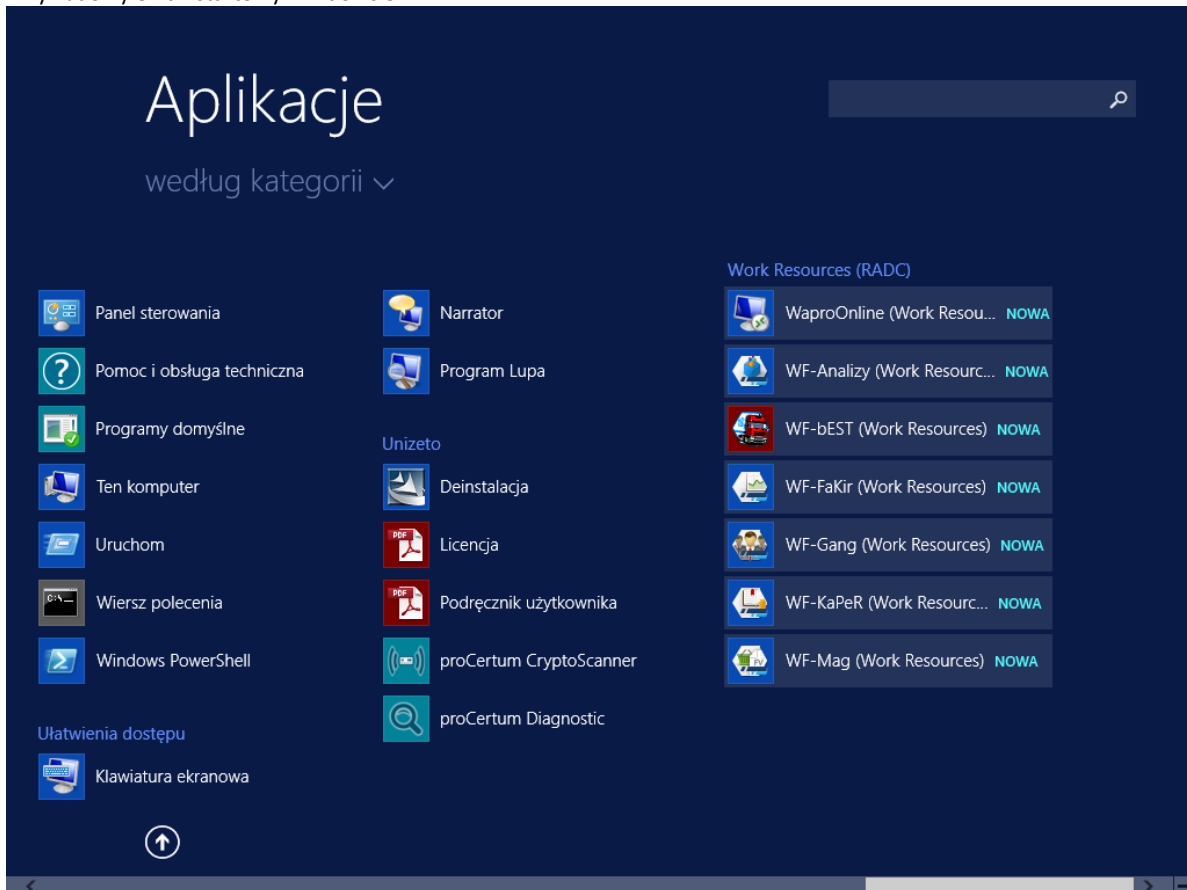 Aplikacje
według kategorii
Panel sterowania
Pomoc i obsługa techniczna
Programy domyślne
Ten komputer
Uruchom
Wiersz polecenia
Windows PowerShell
Ułatwienia dostępu
Klawiatura ekranowa
Narrator
Program Lupa
Unizeto
Deinstalacja
Licencja
Podręcznik użytkownika
proCertum CryptoScanner
proCertum Diagnostic
Work Resources (RADC)
WaproOnline (Work Resou... NOWA
WF-Analizy (Work Resourc... NOWA
WF-bEST (Work Resources) NOWA
WF-FaKir (Work Resources) NOWA
WF-Gang (Work Resources) NOWA
WF-KaPeR (Work Resourc... NOWA
WF-Mag (Work Resources) NOWA